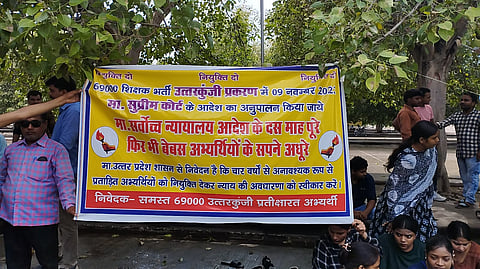 नियुक्ति दो नियुक्ति दो नियुक्ति दो
69000 शिक्षक भर्ती उत्तरकुंजी प्रकरण में 09 नवम्बर
मा. सुप्रीम कोर्ट के आदेश का अनुपालन किया जाये
मा.सर्वोच्च न्यायालय आदेश के दस माह पूरे
फिर भी बेबस अभ्यर्थियों के सपने अधूरे
मा.उत्तर प्रदेश शासन से निवेदन है कि चार वर्षों से अनावश्यक रूप से
प्रताड़ित अभ्यर्थियों को नियुक्ति देकर न्याय की अवधारणा को स्वीकार करें।
निवेदक- समस्त 69000 उत्तरकुंजी प्रतीक्षारत अभ्यर्थी